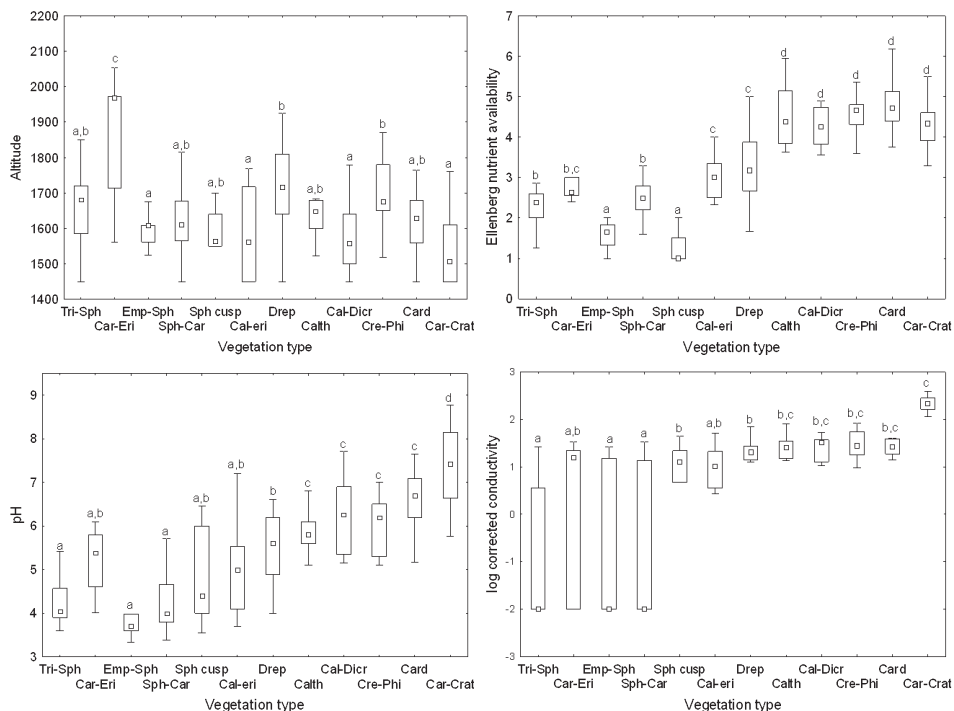 Altitude
2200
2100
2000
1900
1800
1700
1600
1500
1400
a,b
c
a
a,b
a,b
a
b
a,b
a
b
a,b
a
Tri-Sph Emp-Sph Sph cusp Drep Cal-Dicr Card
Car-Eri Sph-Car Cal-eri Calth Cre-Phi Car-Crat
Vegetation type
Ellenberg nutrient availability
7
6
5
4
3
2
1
0
b
b,c
a
b
a
c
c
d
d
d
d
d
Tri-Sph Emp-Sph Sph cusp Drep Cal-Dicr Card
Car-Eri Sph-Car Cal-eri Calth Cre-Phi Car-Crat
Vegetation type
pH
9
8
7
6
5
4
3
a
a,b
a
a
a,b
a,b
b
c
c
c
c
d
Tri-Sph Emp-Sph Sph cusp Drep Cal-Dicr Card
Car-Eri Sph-Car Cal-eri Calth Cre-Phi Car-Crat
Vegetation type
log corrected conductivity
3
2
1
0
-1
-2
-3
a
a,b
a
a
b
a,b
b
b,c
b,c
b,c
b,c
c
Tri-Sph Emp-Sph Sph cusp Drep Cal-Dicr Card
Car-Eri Sph-Car Cal-eri Calth Cre-Phi Car-Crat
Vegetation type